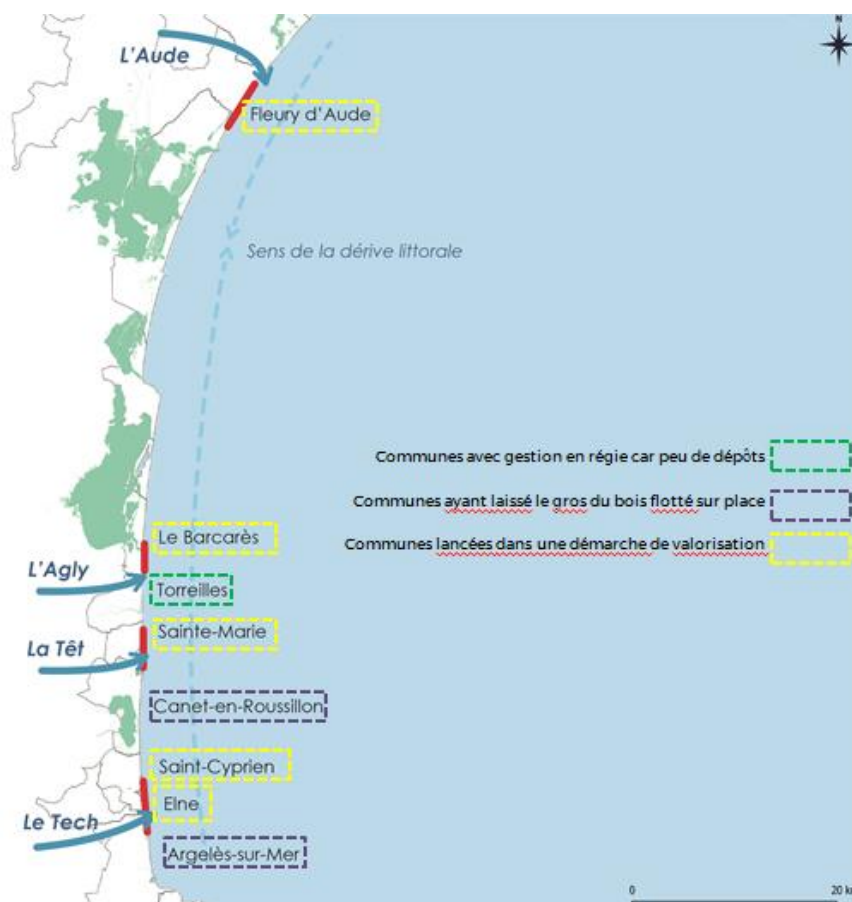 N
L'Aude
Fleury d'Aude
Sens de la dérive littorale
Communes avec gestion en régie car peu de dépôts
Communes ayant laissé le gros du bois flotté sur place
Communes lancées dans une démarche de valorisation
Le Barcarès
L'Agly
Torreilles
Sainte-Marie
La Têt
Canet-en-Roussillon
Saint-Cyprien
Elne
Le Tech
Argelès-sur-Mer
0 20 km